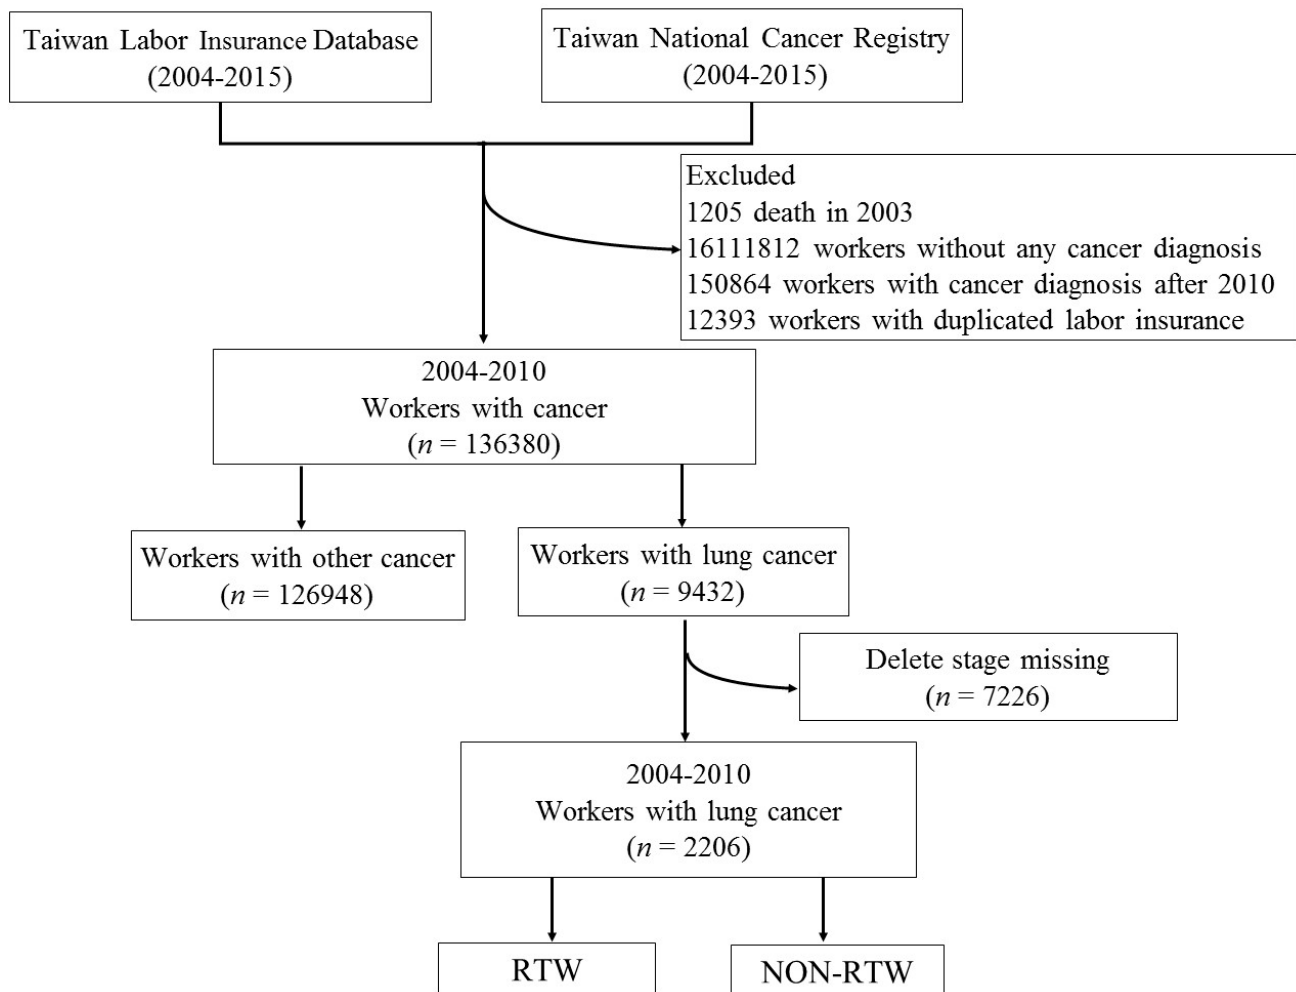 Taiwan Labor Insurance Database
(2004-2015)
Taiwan National Cancer Registry
(2004-2015)
Excluded
1205 death in 2003
16111812 workers without any cancer diagnosis
150864 workers with cancer diagnosis after 2010
12393 workers with duplicated labor insurance
2004-2010
Workers with cancer
(n = 136380)
Workers with other cancer
(n = 126948)
Workers with lung cancer
(n = 9432)
Delete stage missing
(n = 7226)
2004-2010
Workers with lung cancer
(n = 2206)
RTW
NON-RTW